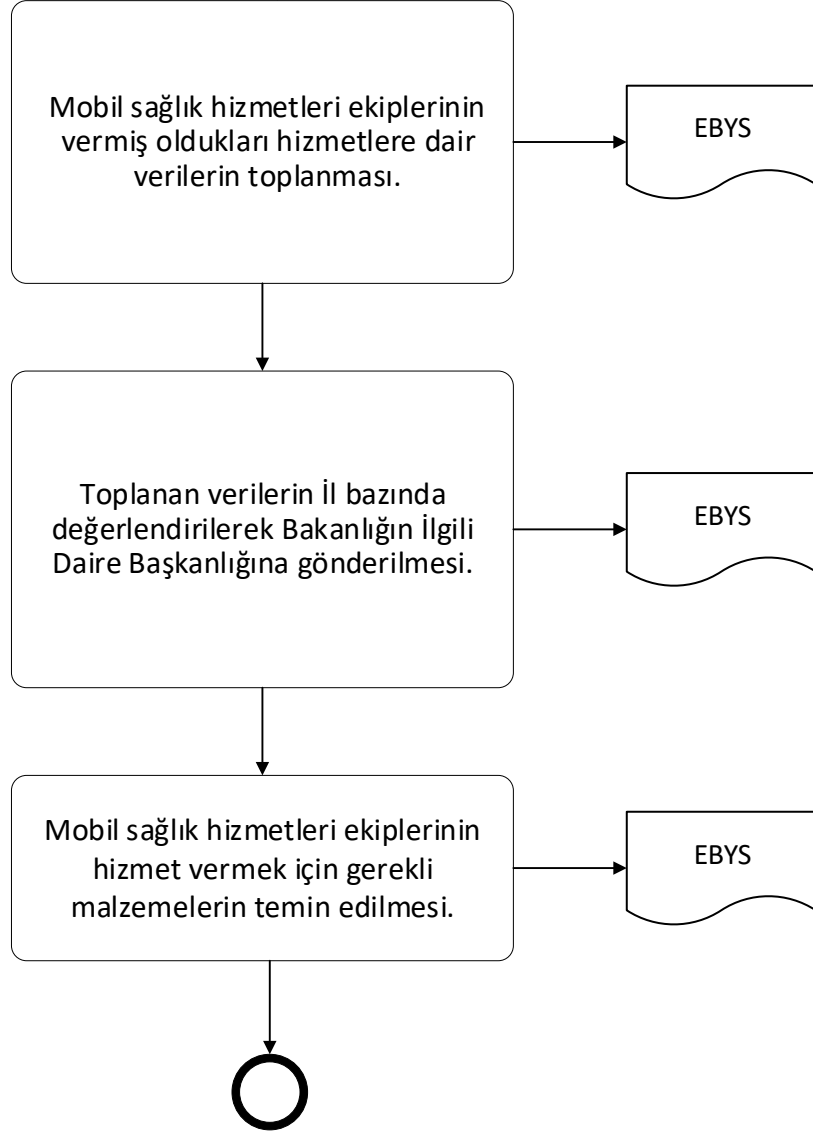 Mobil sağlık hizmetleri ekiplerinin
vermiş oldukları hizmetlere dair
verilerin toplanması.
EBYS
Toplanan verilerin İl bazında
değerlendirilerek Bakanlığın İlgili
Daire Başkanlığına gönderilmesi.
EBYS
Mobil sağlık hizmetleri ekiplerinin
hizmet vermek için gerekli
malzemelerin temin edilmesi.
EBYS